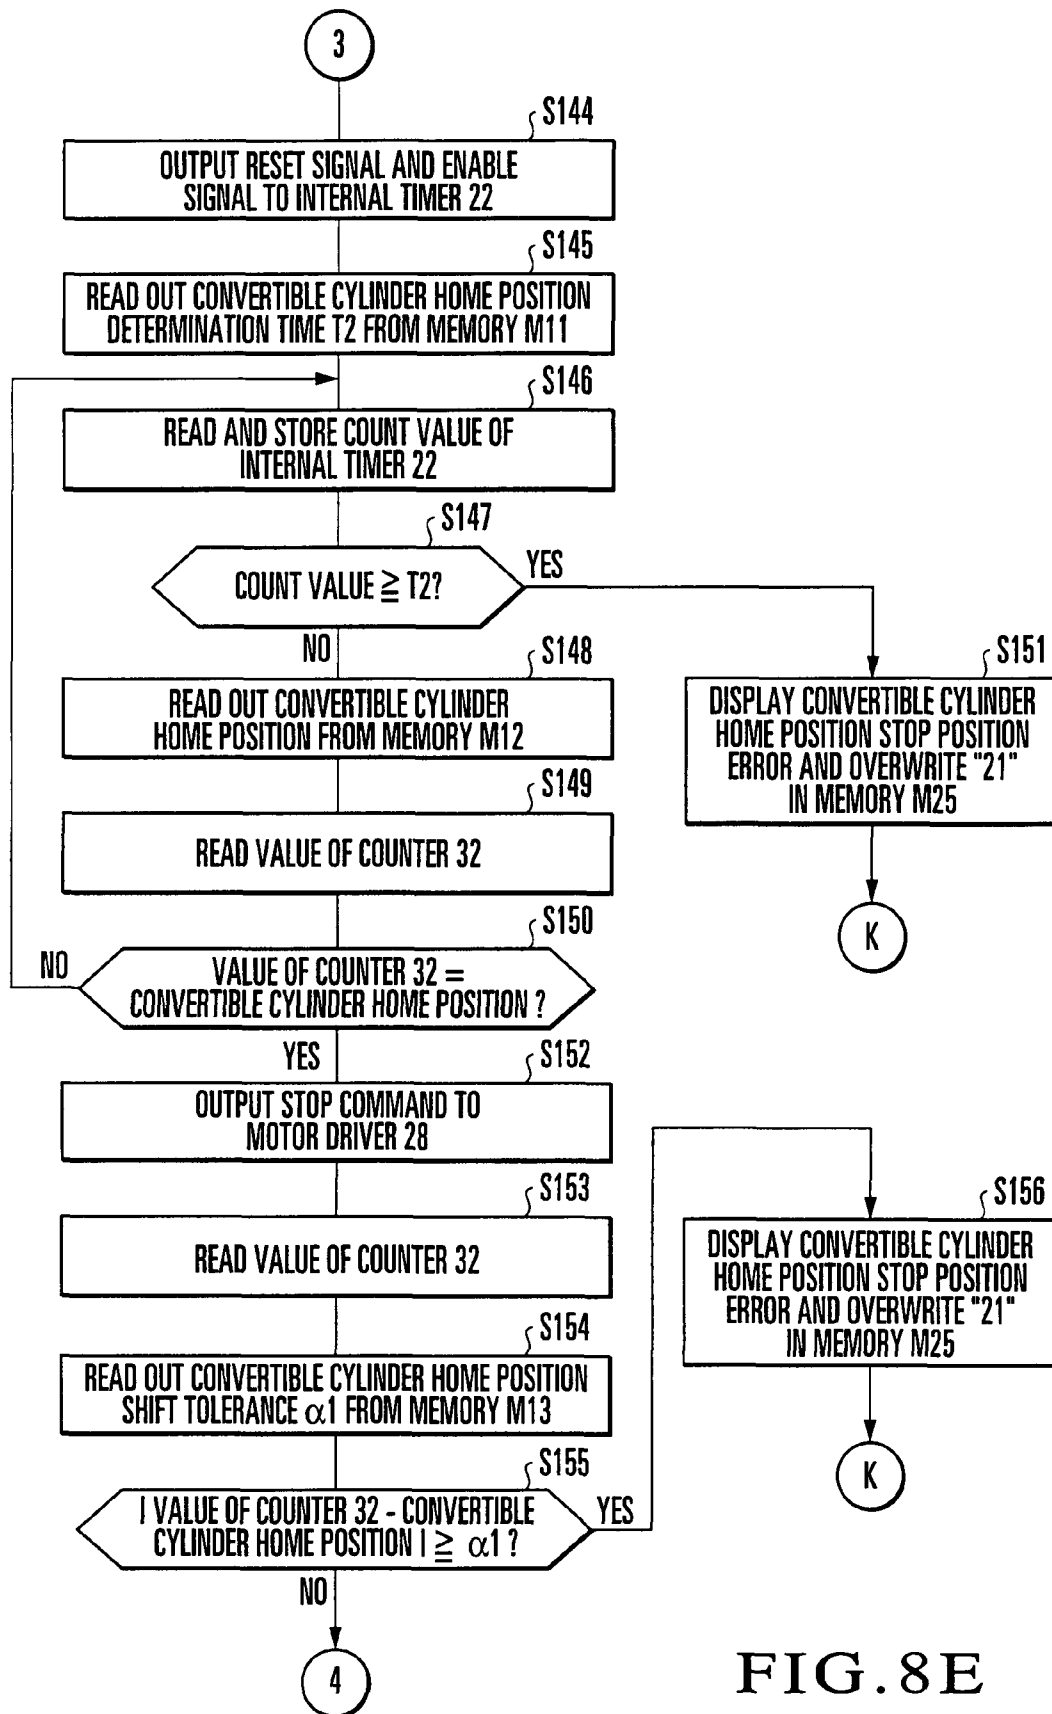 3
S144
OUTPUT RESET SIGNAL AND ENABLE
SIGNAL TO INTERNAL TIMER 22
S145
READ OUT CONVERTIBLE CYLINDER HOME POSITION
DETERMINATION TIME T2 FROM MEMORY M11
S146
READ AND STORE COUNT VALUE OF
INTERNAL TIMER 22
S147
COUNT VALUE ≧ T2?
YES
NO
S148
READ OUT CONVERTIBLE CYLINDER
HOME POSITION FROM MEMORY M12
S151
DISPLAY CONVERTIBLE CYLINDER
HOME POSITION STOP POSITION
ERROR AND OVERWRITE "21"
IN MEMORY M25
K
S149
READ VALUE OF COUNTER 32
S150
NO
VALUE OF COUNTER 32 =
CONVERTIBLE CYLINDER HOME POSITION ?
YES
S152
OUTPUT STOP COMMAND TO
MOTOR DRIVER 28
S153
READ VALUE OF COUNTER 32
S154
READ OUT CONVERTIBLE CYLINDER HOME POSITION
SHIFT TOLERANCE α1 FROM MEMORY M13
S155
| VALUE OF COUNTER 32 - CONVERTIBLE
CYLINDER HOME POSITION | ≧ α1 ?
YES
S156
DISPLAY CONVERTIBLE CYLINDER
HOME POSITION STOP POSITION
ERROR AND OVERWRITE "21"
IN MEMORY M25
K
NO
4
FIG.8E